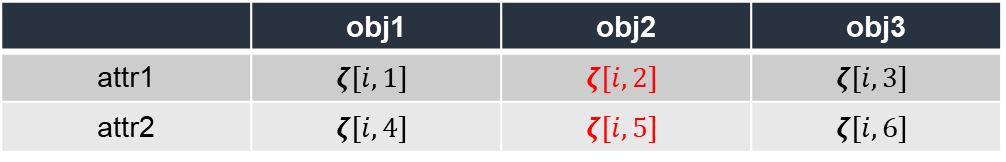 obj1 obj2 obj3
attr1 ζ[i, 1] ζ[i, 2] ζ[i, 3]
attr2 ζ[i, 4] ζ[i, 5] ζ[i, 6]